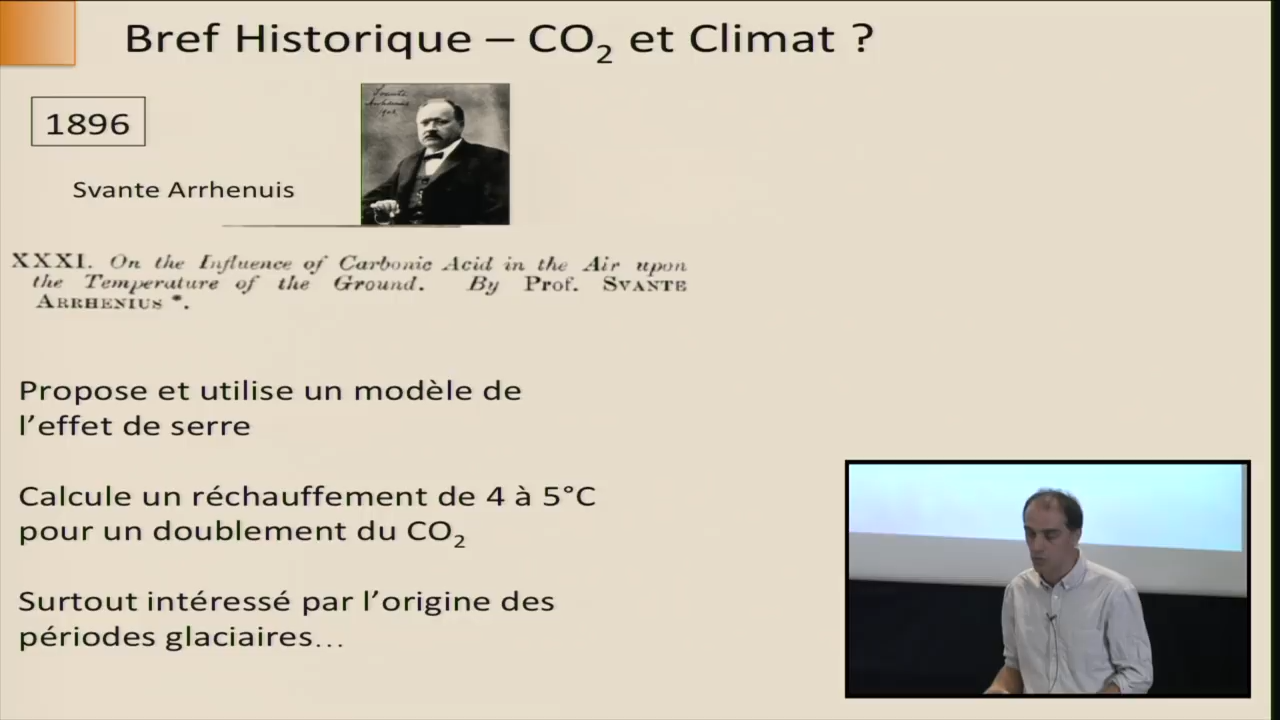 Bref Historique – CO₂ et Climat ?
1896
Svante
Arrhenius
Svante Arrhenuis
XXXI. On the Influence of Carbonic Acid in the Air upon
the Temperature of the Ground. By Prof. SVANTE
ARRHENIUS *.
Propose et utilise un modèle de
l’effet de serre
Calcule un réchauffement de 4 à 5°C
pour un doublement du CO₂
Surtout intéressé par l’origine des
périodes glaciaires…